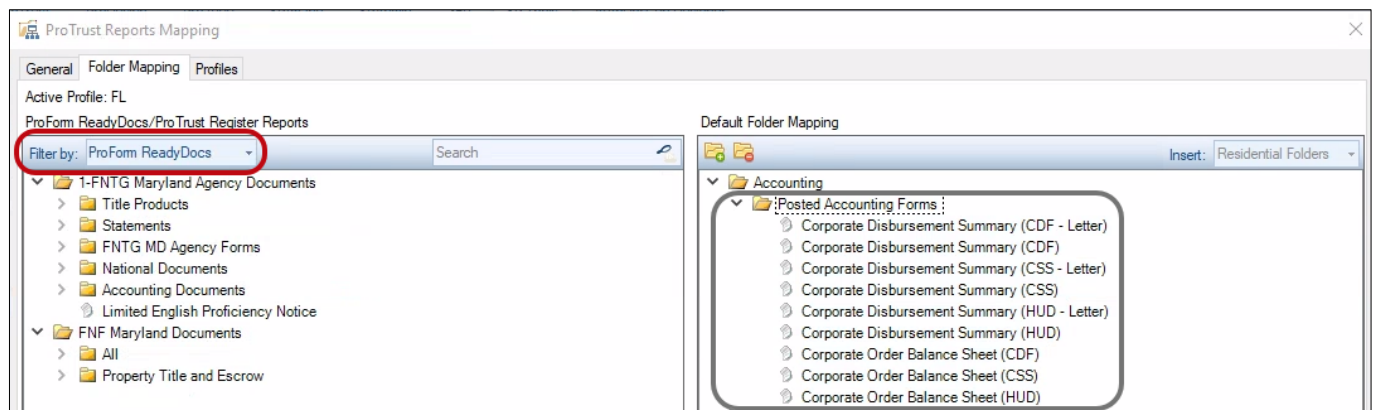 ProTrust Reports Mapping
General Folder Mapping Profiles
Active Profile: FL
ProForm ReadyDocs/ProTrust Register Reports
Filter by: ProForm ReadyDocs Search
1-FNTG Maryland Agency Documents
Title Products
Statements
FNTG MD Agency Forms
National Documents
Accounting Documents
Limited English Proficiency Notice
FNF Maryland Documents
All
Property Title and Escrow
Default Folder Mapping
Insert: Residential Folders
Accounting
Posted Accounting Forms
Corporate Disbursement Summary (CDF - Letter)
Corporate Disbursement Summary (CDF)
Corporate Disbursement Summary (CSS - Letter)
Corporate Disbursement Summary (CSS)
Corporate Disbursement Summary (HUD - Letter)
Corporate Disbursement Summary (HUD)
Corporate Order Balance Sheet (CDF)
Corporate Order Balance Sheet (CSS)
Corporate Order Balance Sheet (HUD)